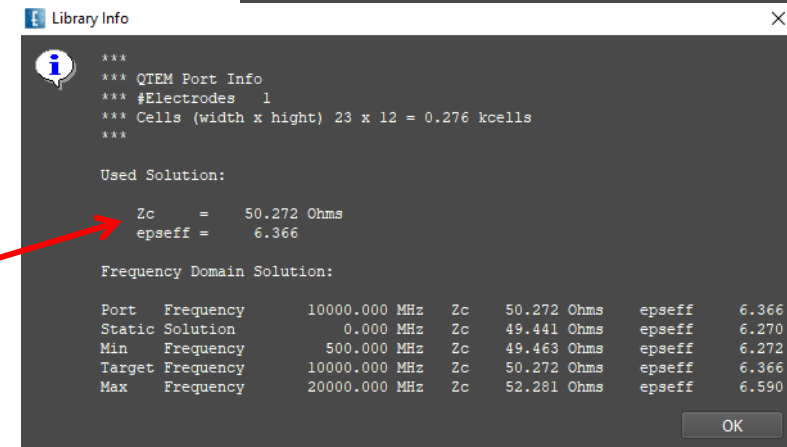 Library Info
***
*** QTEM Port Info
*** #Electrodes 1
*** Cells (width x hight) 23 x 12 = 0.276 kcells
***
Used Solution:
Zc = 50.272 Ohms
epseff = 6.366
Frequency Domain Solution:
Port Frequency 10000.000 MHz Zc 50.272 Ohms epseff 6.366
Static Solution 0.000 MHz Zc 49.441 Ohms epseff 6.270
Min Frequency 500.000 MHz Zc 49.463 Ohms epseff 6.272
Target Frequency 10000.000 MHz Zc 50.272 Ohms epseff 6.366
Max Frequency 20000.000 MHz Zc 52.281 Ohms epseff 6.590
OK